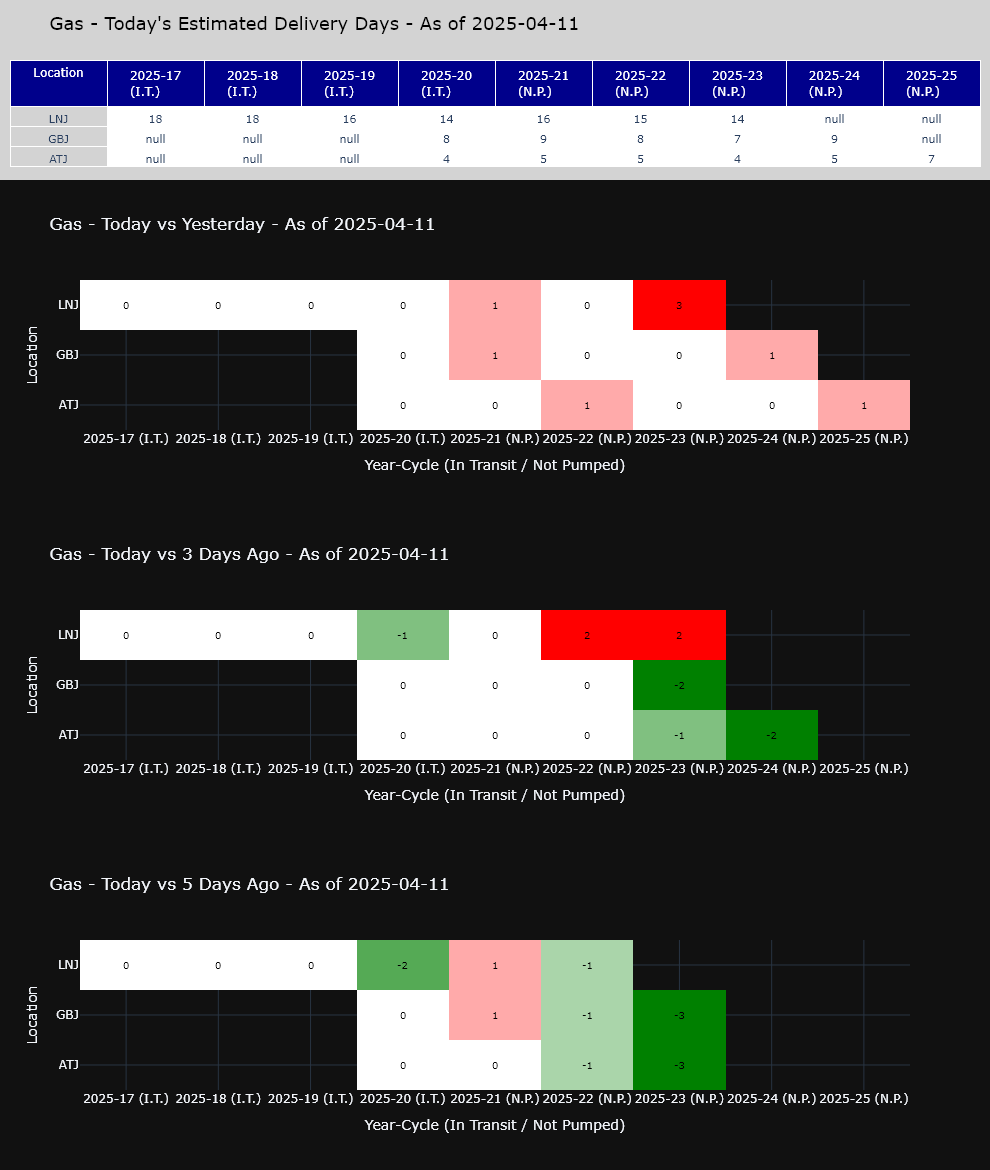 Gas - Today's Estimated Delivery Days - As of 2025-04-11
Location 2025-17 (I.T.) 2025-18 (I.T.) 2025-19 (I.T.) 2025-20 (I.T.) 2025-21 (N.P.) 2025-22 (N.P.) 2025-23 (N.P.) 2025-24 (N.P.) 2025-25 (N.P.)
LNJ 18 18 16 14 16 15 14 null null
GBJ null null null 8 9 8 7 9 null
ATJ null null null 4 5 5 4 5 7
Gas - Today vs Yesterday - As of 2025-04-11
LNJ 0 0 0 0 1 0 3
GBJ 0 1 0 0 1
ATJ 0 0 1 0 0 1
Location
2025-17 (I.T.) 2025-18 (I.T.) 2025-19 (I.T.) 2025-20 (I.T.) 2025-21 (N.P.) 2025-22 (N.P.) 2025-23 (N.P.) 2025-24 (N.P.) 2025-25 (N.P.)
Year-Cycle (In Transit / Not Pumped)
Gas - Today vs 3 Days Ago - As of 2025-04-11
LNJ 0 0 0 -1 0 2 2
GBJ 0 0 0 -2
ATJ 0 0 0 -1 -2
Location
2025-17 (I.T.) 2025-18 (I.T.) 2025-19 (I.T.) 2025-20 (I.T.) 2025-21 (N.P.) 2025-22 (N.P.) 2025-23 (N.P.) 2025-24 (N.P.) 2025-25 (N.P.)
Year-Cycle (In Transit / Not Pumped)
Gas - Today vs 5 Days Ago - As of 2025-04-11
LNJ 0 0 0 -2 1 -1
GBJ 0 1 -1 -3
ATJ 0 0 -1 -3
Location
2025-17 (I.T.) 2025-18 (I.T.) 2025-19 (I.T.) 2025-20 (I.T.) 2025-21 (N.P.) 2025-22 (N.P.) 2025-23 (N.P.) 2025-24 (N.P.) 2025-25 (N.P.)
Year-Cycle (In Transit / Not Pumped)